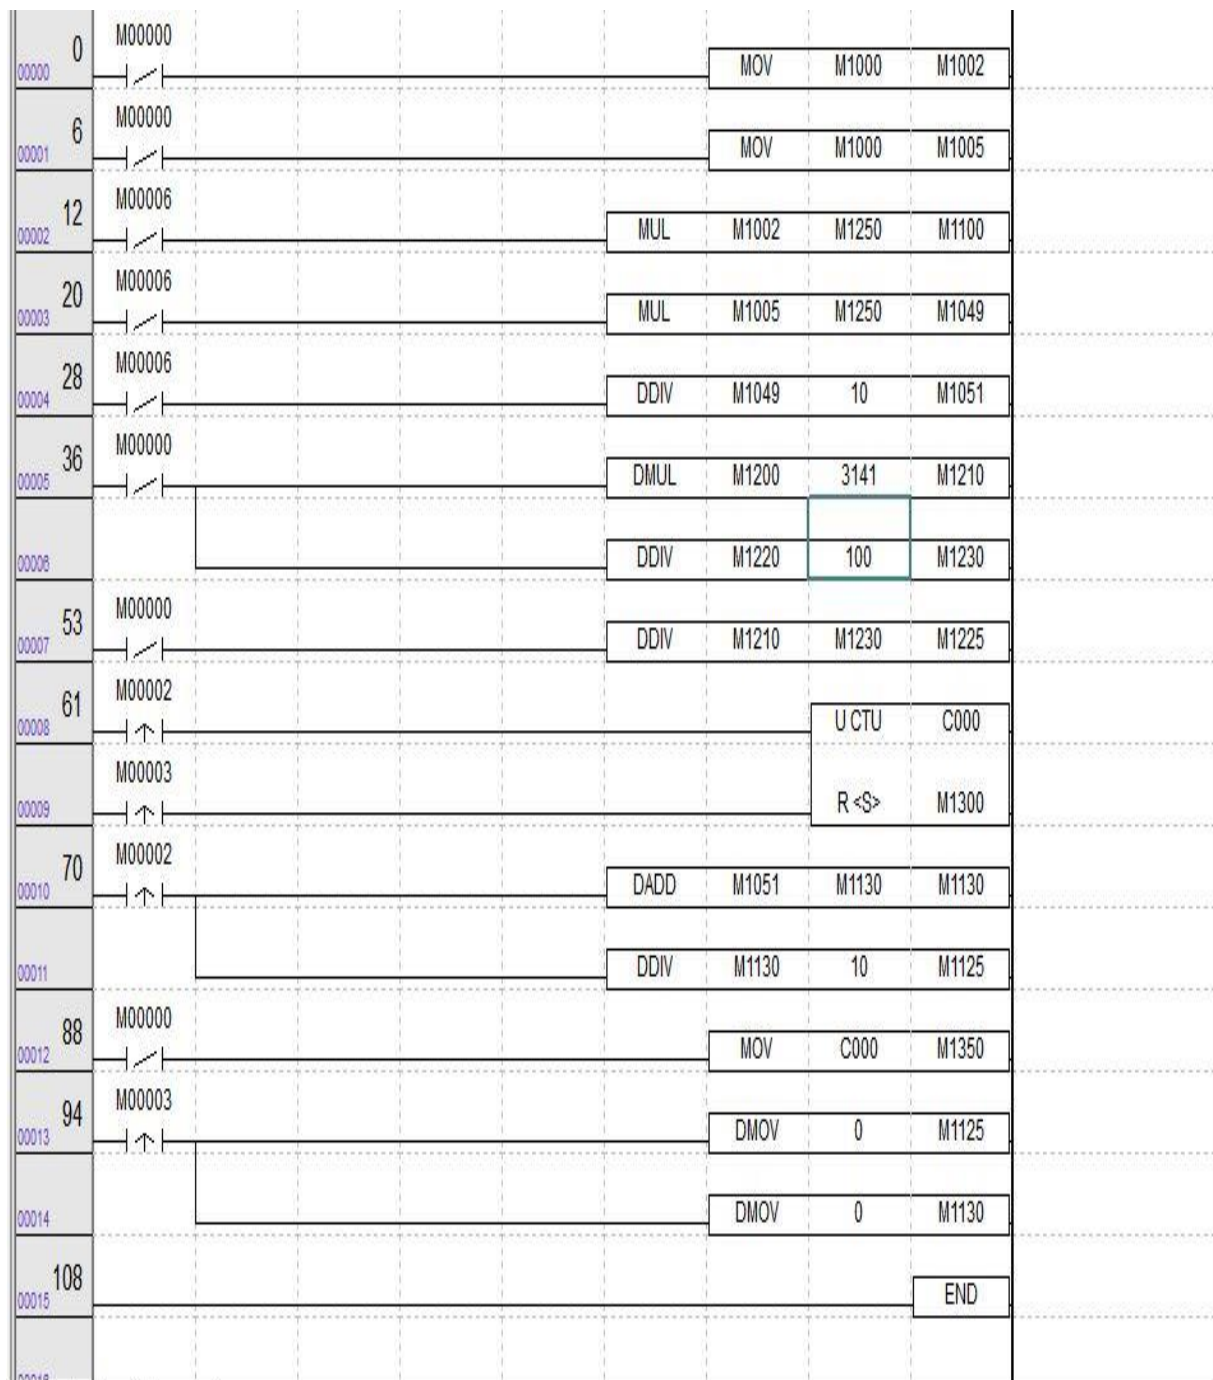 M00000
0
00000
MOV M1000 M1002
M00000
6
00001
MOV M1000 M1005
M00006
12
00002
MUL M1002 M1250 M1100
M00006
20
00003
MUL M1005 M1250 M1049
M00006
28
00004
DDIV M1049 10 M1051
M00000
36
00005
DMUL M1200 3141 M1210
00006
DDIV M1220 100 M1230
M00000
53
00007
DDIV M1210 M1230 M1225
M00002
61
00008
U CTU C000
M00003
00009
R <S> M1300
M00002
70
00010
DADD M1051 M1130 M1130
00011
DDIV M1130 10 M1125
M00000
88
00012
MOV C000 M1350
M00003
94
00013
DMOV 0 M1125
00014
DMOV 0 M1130
108
00015
END